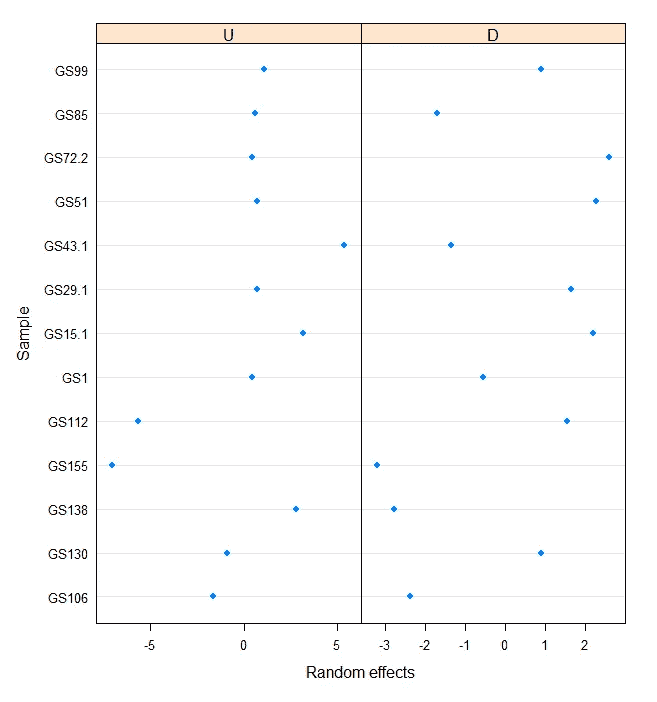 U D
GS99
GS85
GS72.2
GS51
GS43.1
GS29.1
GS15.1
GS1
GS112
GS155
GS138
GS130
GS106
Sample
-5 0 5 -3 -2 -1 0 1 2
Random effects